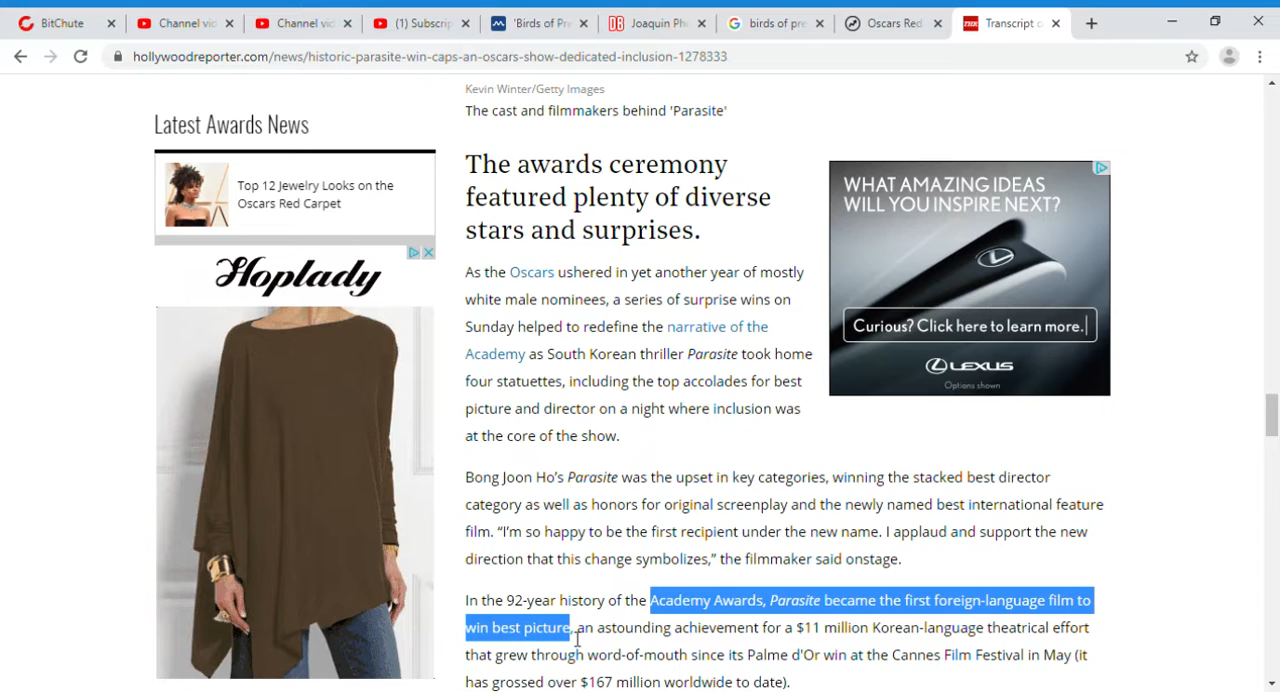 BitChute
Channel vid
Channel vid
(1) Subscrip
'Birds of Pre
Joaquin Pho
birds of pre
Oscars Red
Transcript o
hollywoodreporter.com/news/historic-parasite-win-caps-an-oscars-show-dedicated-inclusion-1278333
Kevin Winter/Getty Images
The cast and filmmakers behind 'Parasite'
Latest Awards News
Top 12 Jewelry Looks on the
Oscars Red Carpet
Hoplady
The awards ceremony
featured plenty of diverse
stars and surprises.
WHAT AMAZING IDEAS
WILL YOU INSPIRE NEXT?
Curious? Click here to learn more.
LEXUS
Options shown
As the Oscars ushered in yet another year of mostly
white male nominees, a series of surprise wins on
Sunday helped to redefine the narrative of the
Academy as South Korean thriller Parasite took home
four statuettes, including the top accolades for best
picture and director on a night where inclusion was
at the core of the show.
Bong Joon Ho's Parasite was the upset in key categories, winning the stacked best director
category as well as honors for original screenplay and the newly named best international feature
film. “I’m so happy to be the first recipient under the new name. I applaud and support the new
direction that this change symbolizes,” the filmmaker said onstage.
In the 92-year history of the Academy Awards, Parasite became the first foreign-language film to
win best picture, an astounding achievement for a $11 million Korean-language theatrical effort
that grew through word-of-mouth since its Palme d'Or win at the Cannes Film Festival in May (it
has grossed over $167 million worldwide to date).